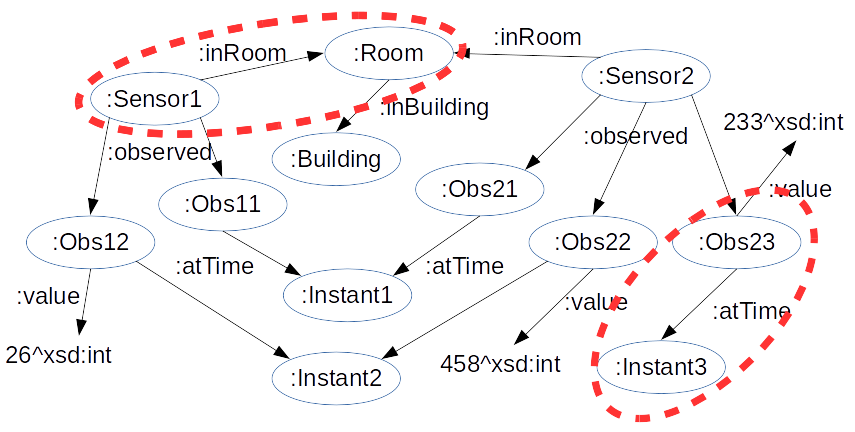 :inRoom
:Room
:inRoom
:Sensor1
:Sensor2
:inBuilding
233^xsd:int
:observed
:Building
:observed
:Obs21
:value
:Obs11
:Obs12
:Obs22
:Obs23
:atTime
:atTime
:value
:Instant1
:value
:atTime
26^xsd:int
458^xsd:int
:Instant3
:Instant2